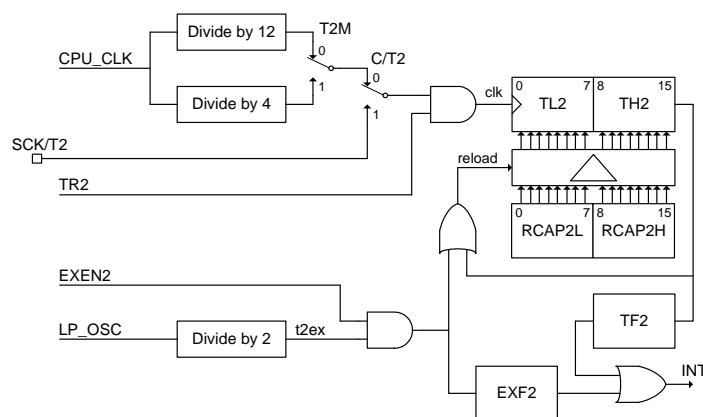 Divide by 12
T2M
CPU_CLK
0
C/T2
0
1
Divide by 4
1
clk
0 7 8 15
TL2 TH2
SCK/T2
reload
TR2
0 7 8 15
RCAP2L RCAP2H
EXEN2
LP_OSC
Divide by 2
t2ex
TF2
INT
EXF2